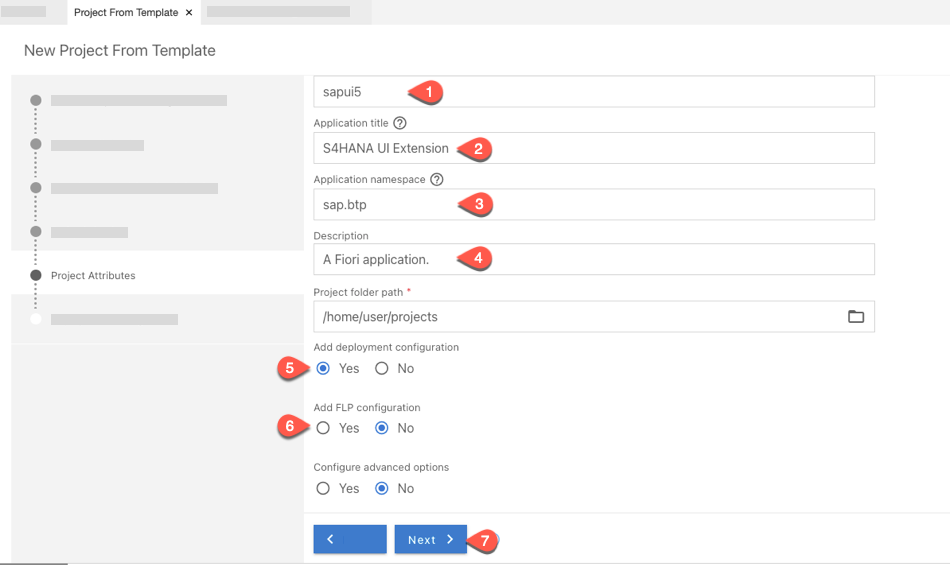 Project From Template ×
New Project From Template
Project Attributes
sapui5
1
Application title ?
S4HANA UI Extension
2
Application namespace ?
sap.btp
3
Description
A Fiori application.
4
Project folder path *
/home/user/projects
Add deployment configuration
5
Yes No
Add FLP configuration
6
Yes No
Configure advanced options
Yes No
Next
7